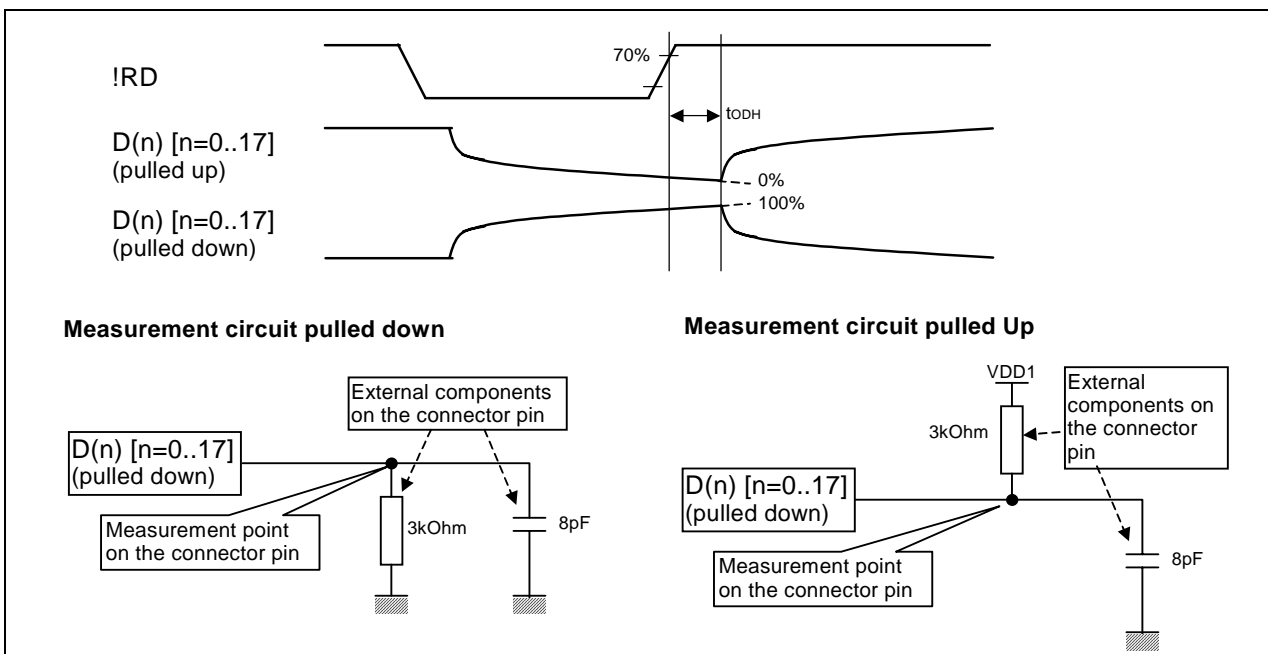 !RD
70%
tODH
D(n) [n=0..17]
(pulled up)
0%
100%
D(n) [n=0..17]
(pulled down)
Measurement circuit pulled down
External components
on the connector pin
D(n) [n=0..17]
(pulled down)
Measurement point
on the connector pin
3kOhm
8pF
Measurement circuit pulled Up
VDD1
External
components on
the connector
pin
3kOhm
D(n) [n=0..17]
(pulled down)
Measurement point
on the connector pin
8pF